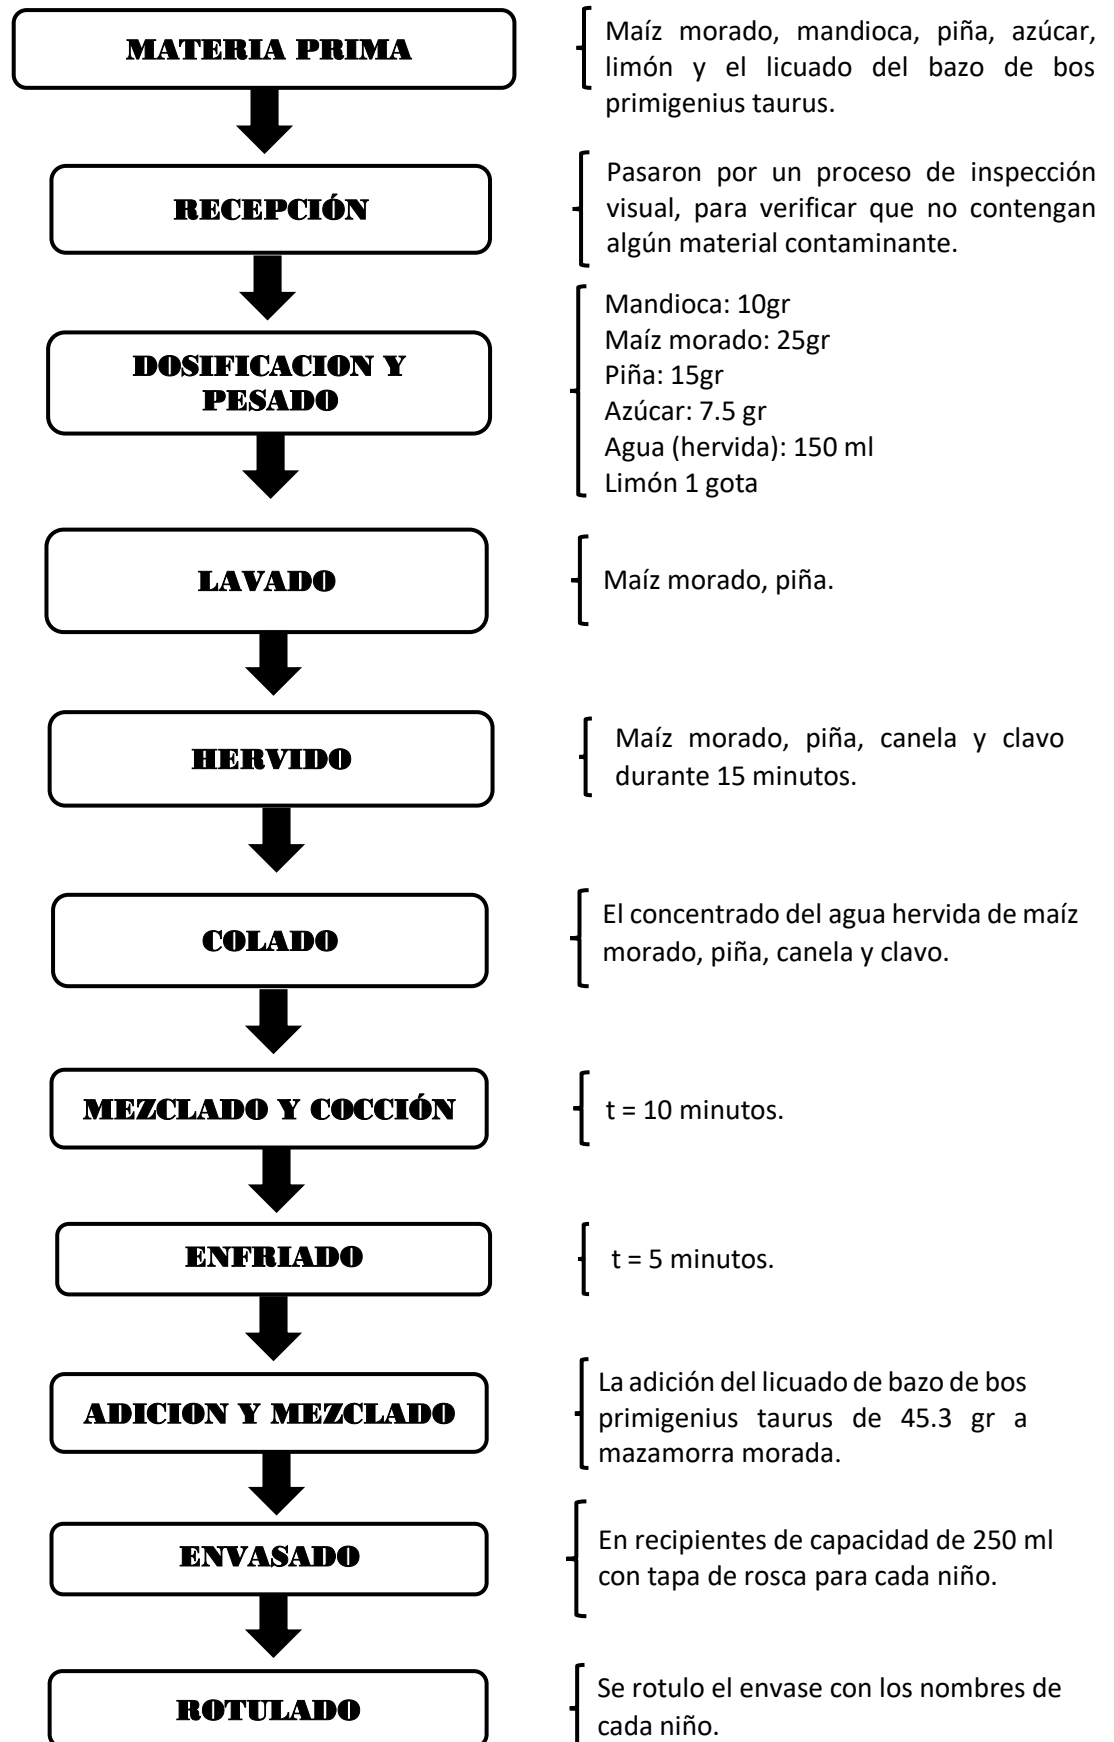 MATERIA PRIMA
Maíz morado, mandioca, piña, azúcar,
limón y el licuado del bazo de bos
primigenius taurus.
RECEPCIÓN
Pasaron por un proceso de inspección
visual, para verificar que no contengan
algún material contaminante.
DOSIFICACION Y
PESADO
Mandioca: 10gr
Maíz morado: 25gr
Piña: 15gr
Azúcar: 7.5 gr
Agua (hervida): 150 ml
Limón 1 gota
LAVADO
Maíz morado, piña.
HERVIDO
Maíz morado, piña, canela y clavo
durante 15 minutos.
COLADO
El concentrado del agua hervida de maíz
morado, piña, canela y clavo.
MEZCLADO Y COCCIÓN
t = 10 minutos.
ENFRIADO
t = 5 minutos.
ADICION Y MEZCLADO
La adición del licuado de bazo de bos
primigenius taurus de 45.3 gr a
mazamorra morada.
ENVASADO
En recipientes de capacidad de 250 ml
con tapa de rosca para cada niño.
ROTULADO
Se rotulo el envase con los nombres de
cada niño.